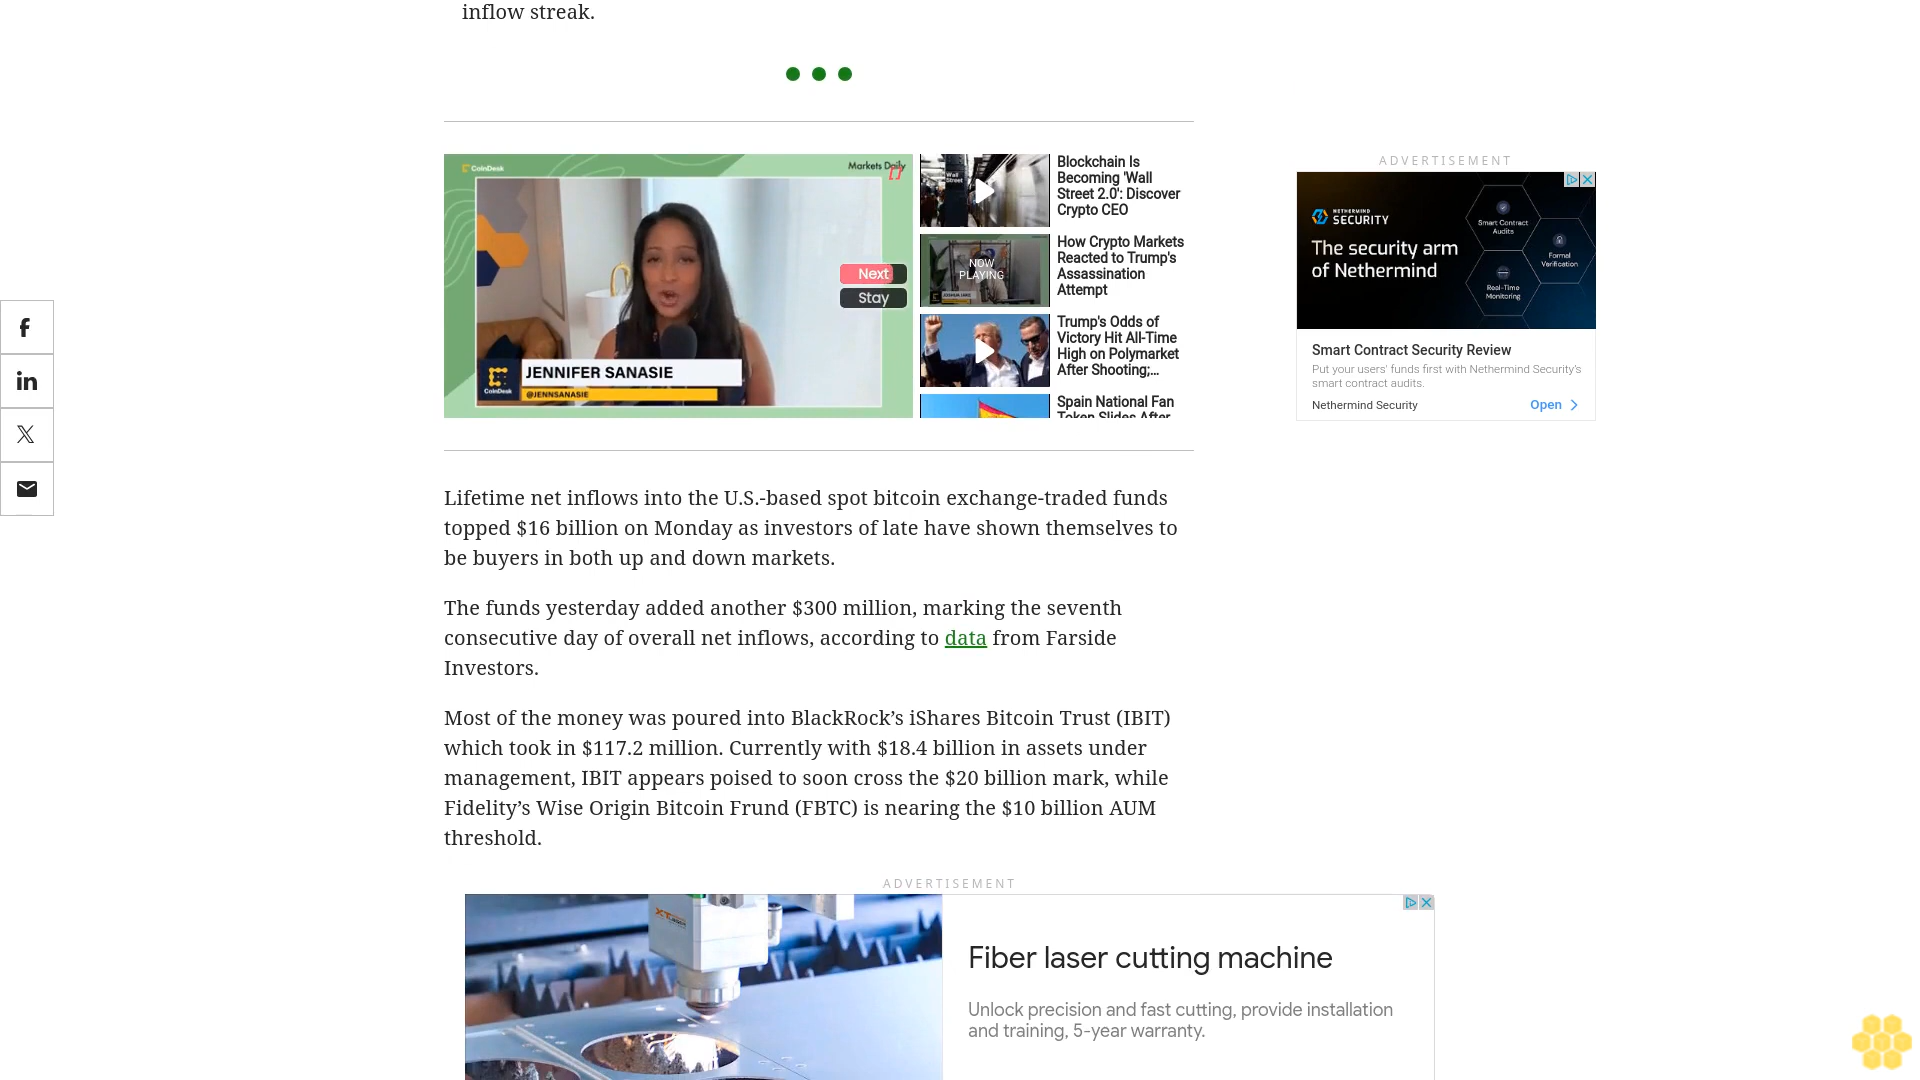 inflow streak.
CoinDesk
Markets Daily
Next
Stay
JENNIFER SANASIE
CoinDesk
@JENNSANASIE
Wall
Street
Blockchain Is
Becoming 'Wall
Street 2.0': Discover
Crypto CEO
NOW
PLAYING
How Crypto Markets
Reacted to Trump's
Assassination
Attempt
Trump's Odds of
Victory Hit All-Time
High on Polymarket
After Shooting;...
Spain National Fan
Token Slides After
ADVERTISEMENT
NETHERMIND
SECURITY
The security arm
of Nethermind
Smart Contract
Audits
Formal
Verification
Real-Time
Monitoring
Smart Contract Security Review
Put your users' funds first with Nethermind Security's
smart contract audits.
Nethermind Security
Open
Lifetime net inflows into the U.S.-based spot bitcoin exchange-traded funds
topped $16 billion on Monday as investors of late have shown themselves to
be buyers in both up and down markets.
The funds yesterday added another $300 million, marking the seventh
consecutive day of overall net inflows, according to data from Farside
Investors.
Most of the money was poured into BlackRock’s iShares Bitcoin Trust (IBIT)
which took in $117.2 million. Currently with $18.4 billion in assets under
management, IBIT appears poised to soon cross the $20 billion mark, while
Fidelity’s Wise Origin Bitcoin Frund (FBTC) is nearing the $10 billion AUM
threshold.
ADVERTISEMENT
Fiber laser cutting machine
Unlock precision and fast cutting, provide installation
and training, 5-year warranty.